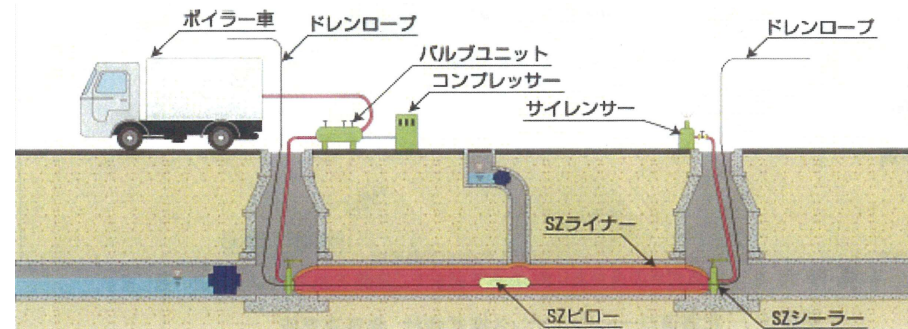 ボイラー車
ドレンロープ
バルブユニット
コンプレッサー
サイレンサー
ドレンロープ
SZライナー
SZピロー
SZシーラー